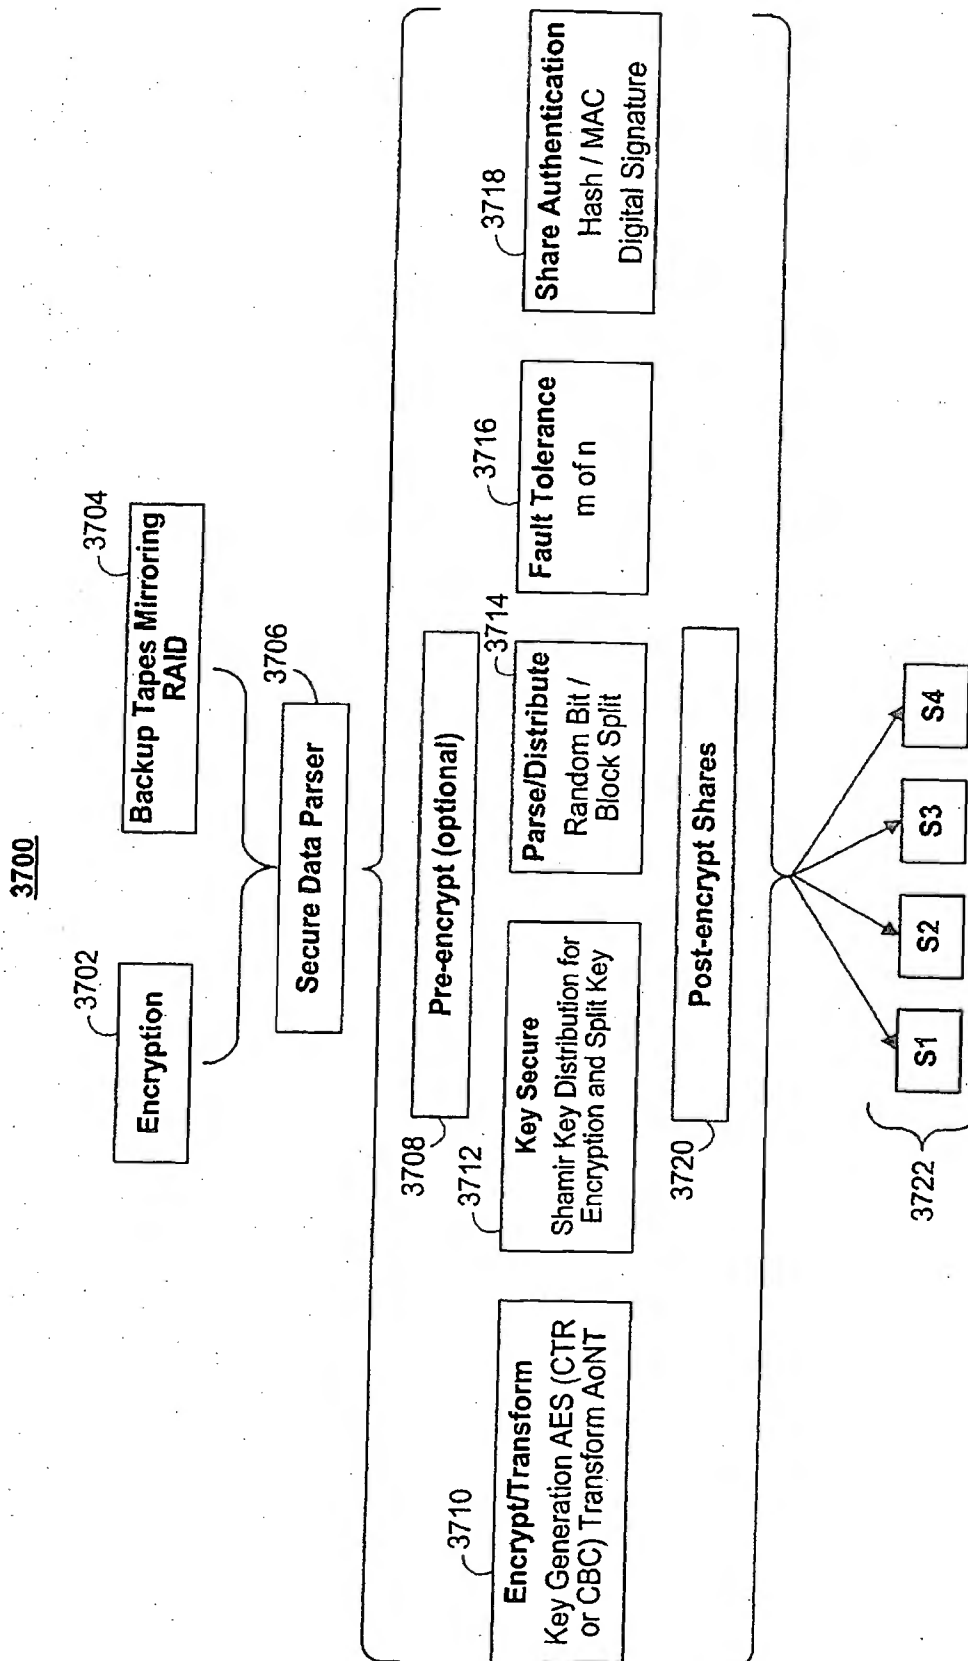 3700
3702
Encryption
3704
Backup Tapes Mirroring
RAID
3706
Secure Data Parser
3708
Pre-encrypt (optional)
3710
Encrypt/Transform
Key Generation AES (CTR
or CBC) Transform AoNT
3712
Key Secure
Shamir Key Distribution for
Encryption and Split Key
3714
Parse/Distribute
Random Bit /
Block Split
3716
Fault Tolerance
m of n
3718
Share Authentication
Hash / MAC
Digital Signature
3720
Post-encrypt Shares
3722
S1
S2
S3
S4